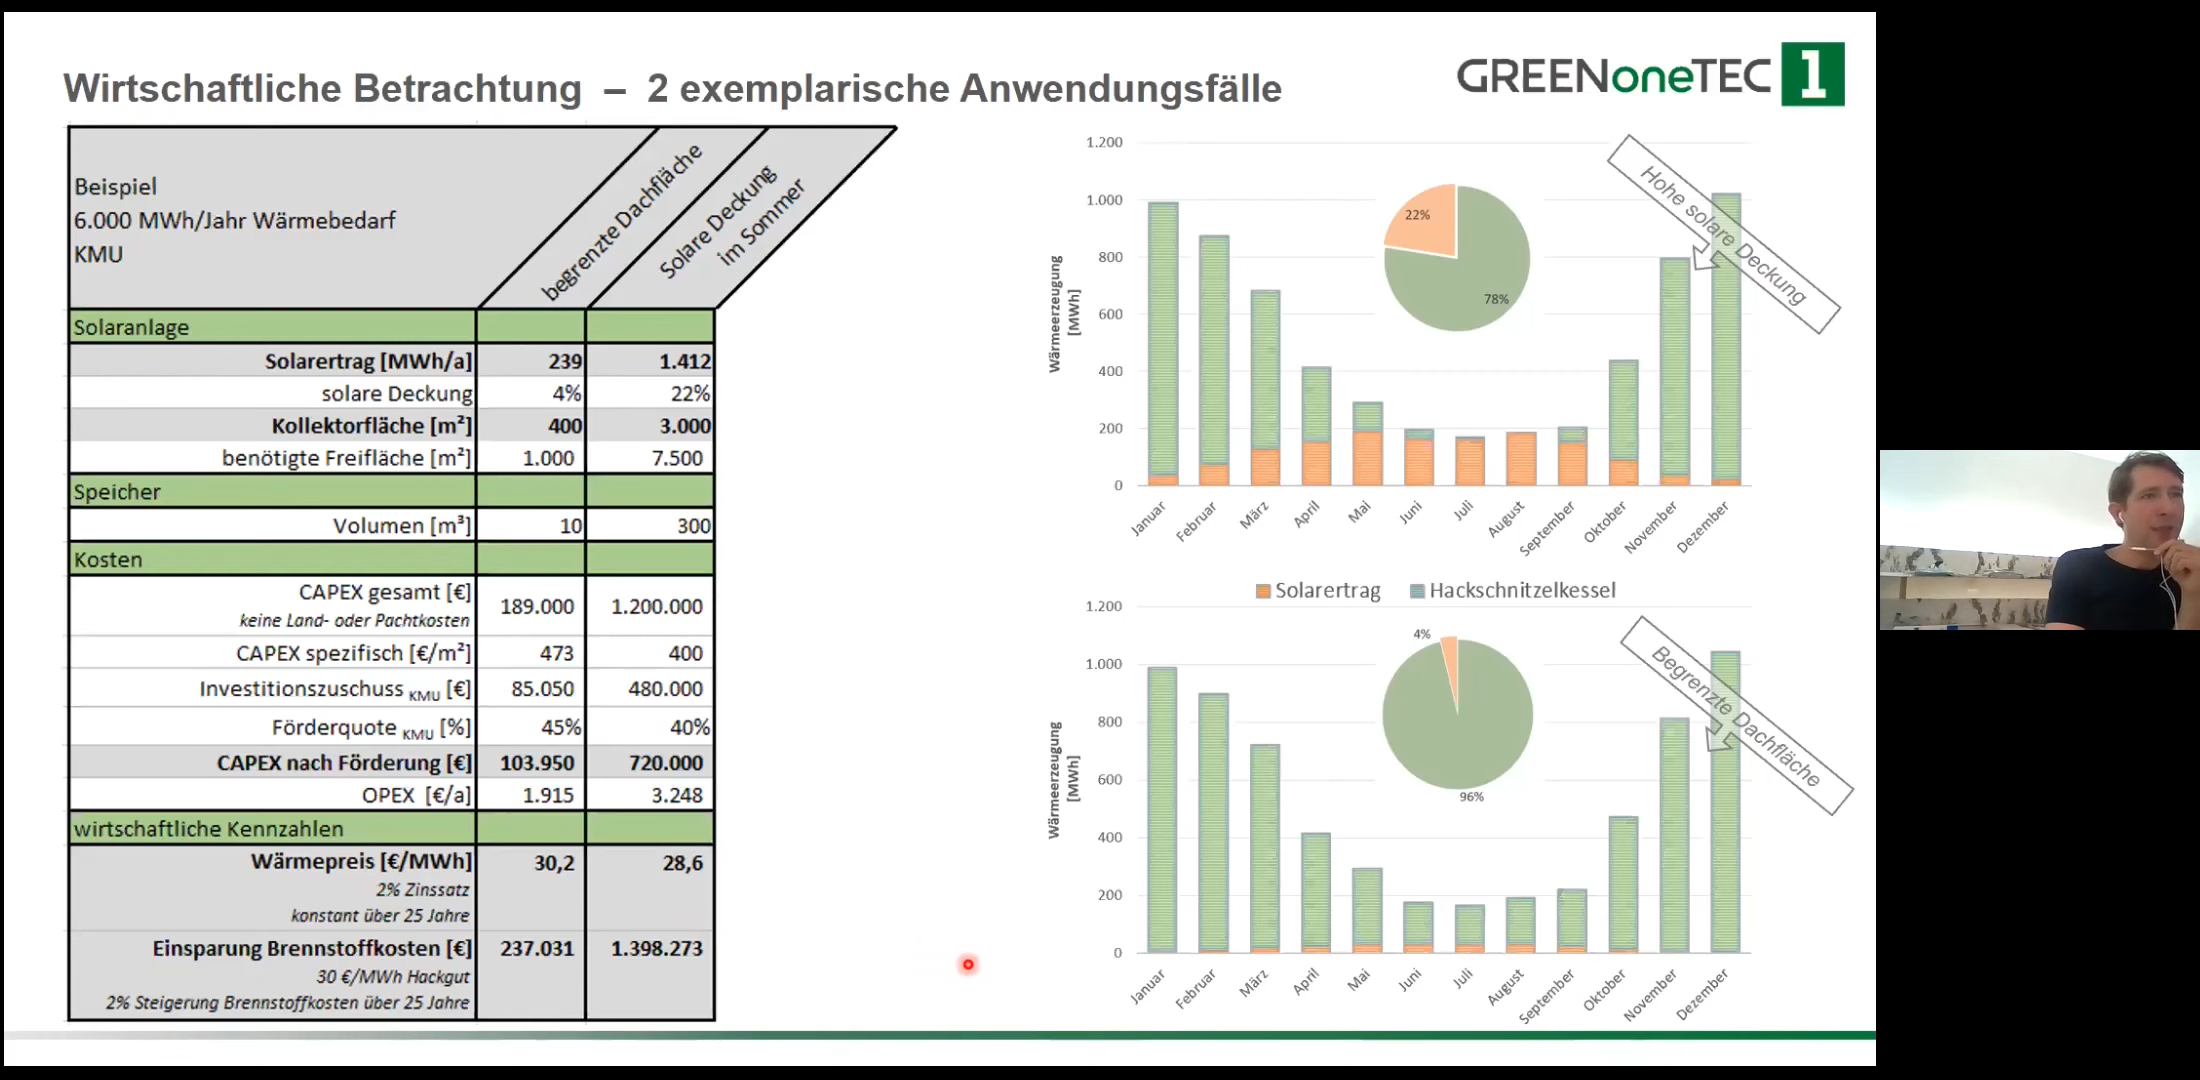 Wirtschaftliche Betrachtung – 2 exemplarische Anwendungsfälle
GREENoneTEC 1
Beispiel
6.000 MWh/Jahr Wärmebedarf
KMU
begrenzte Dachfläche
Solare Deckung
im Sommer
Solaranlage
Solarertrag [MWh/a] 239 1.412
solare Deckung 4% 22%
Kollektorfläche [m²] 400 3.000
benötigte Freifläche [m²] 1.000 7.500
Speicher
Volumen [m³] 10 300
Kosten
CAPEX gesamt [€] 189.000 1.200.000
keine Land- oder Pachtkosten
CAPEX spezifisch [€/m²] 473 400
Investitionszuschuss KMU [€] 85.050 480.000
Förderquote KMU [%] 45% 40%
CAPEX nach Förderung [€] 103.950 720.000
OPEX [€/a] 1.915 3.248
wirtschaftliche Kennzahlen
Wärmepreis [€/MWh] 30,2 28,6
2% Zinssatz
konstant über 25 Jahre
Einsparung Brennstoffkosten [€] 237.031 1.398.273
30 €/MWh Hackgut
2% Steigerung Brennstoffkosten über 25 Jahre
Wärmeerzeugung
[MWh]
1.200
1.000
800
600
400
200
0
22%
78%
Hohe solare Deckung
Januar Februar März April Mai Juni Juli August September Oktober November Dezember
Solarertrag Hackschnitzelkessel
Wärmeerzeugung
[MWh]
1.200
1.000
800
600
400
200
0
4%
96%
Begrenzte Dachfläche
Januar Februar März April Mai Juni Juli August September Oktober November Dezember